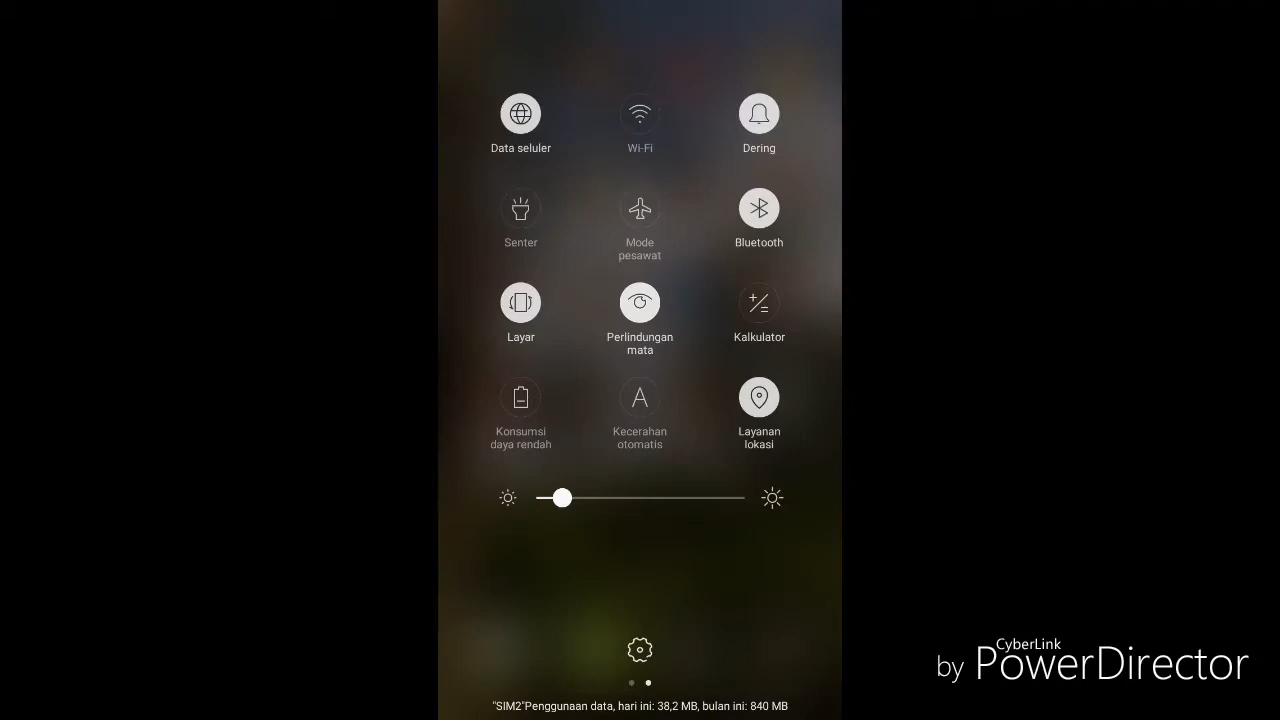 Data seluler
Wi-Fi
Dering
Senter
Mode
pesawat
Bluetooth
Layar
Perlindungan
mata
Kalkulator
Konsumsi
daya rendah
A
Kecerahan
otomatis
Layanan
lokasi
"SIM2"Penggunaan data, hari ini: 38,2 MB, bulan ini: 840 MB
CyberLink
by PowerDirector